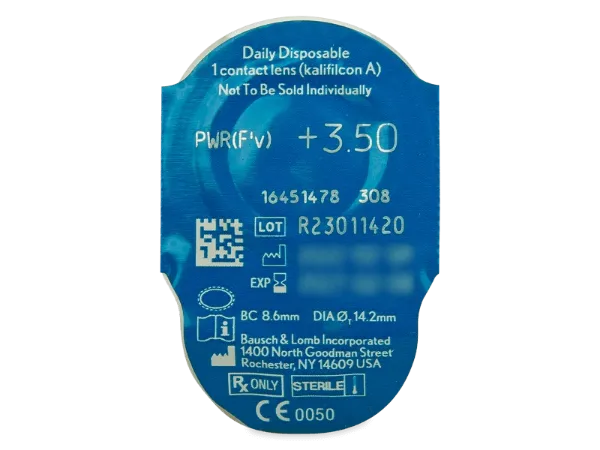 Daily Disposable
1 contact lens (kalifilcon A)
Not To Be Sold Individually
PWR(F'v) +3.50
16451478 308
LOT R23011420
EXP
BC 8.6mm DIA Ø, 14.2mm
Bausch & Lomb Incorporated
1400 North Goodman Street
Rochester, NY 14609 USA
Rx ONLY STERILE
CE 0050